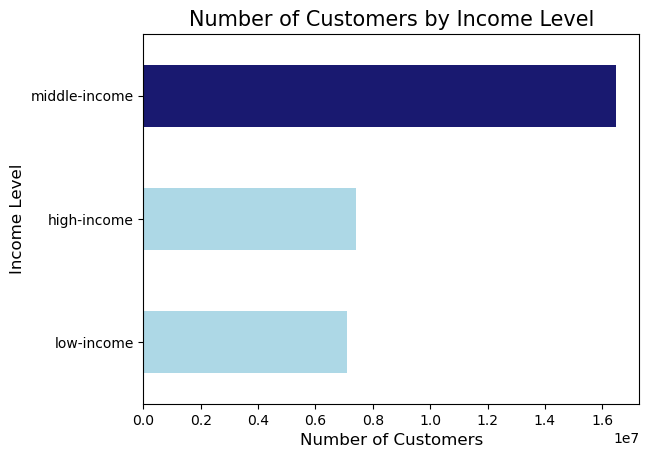 Number of Customers by Income Level
Income Level
middle-income
high-income
low-income
0.0 0.2 0.4 0.6 0.8 1.0 1.2 1.4 1.6
1e7
Number of Customers